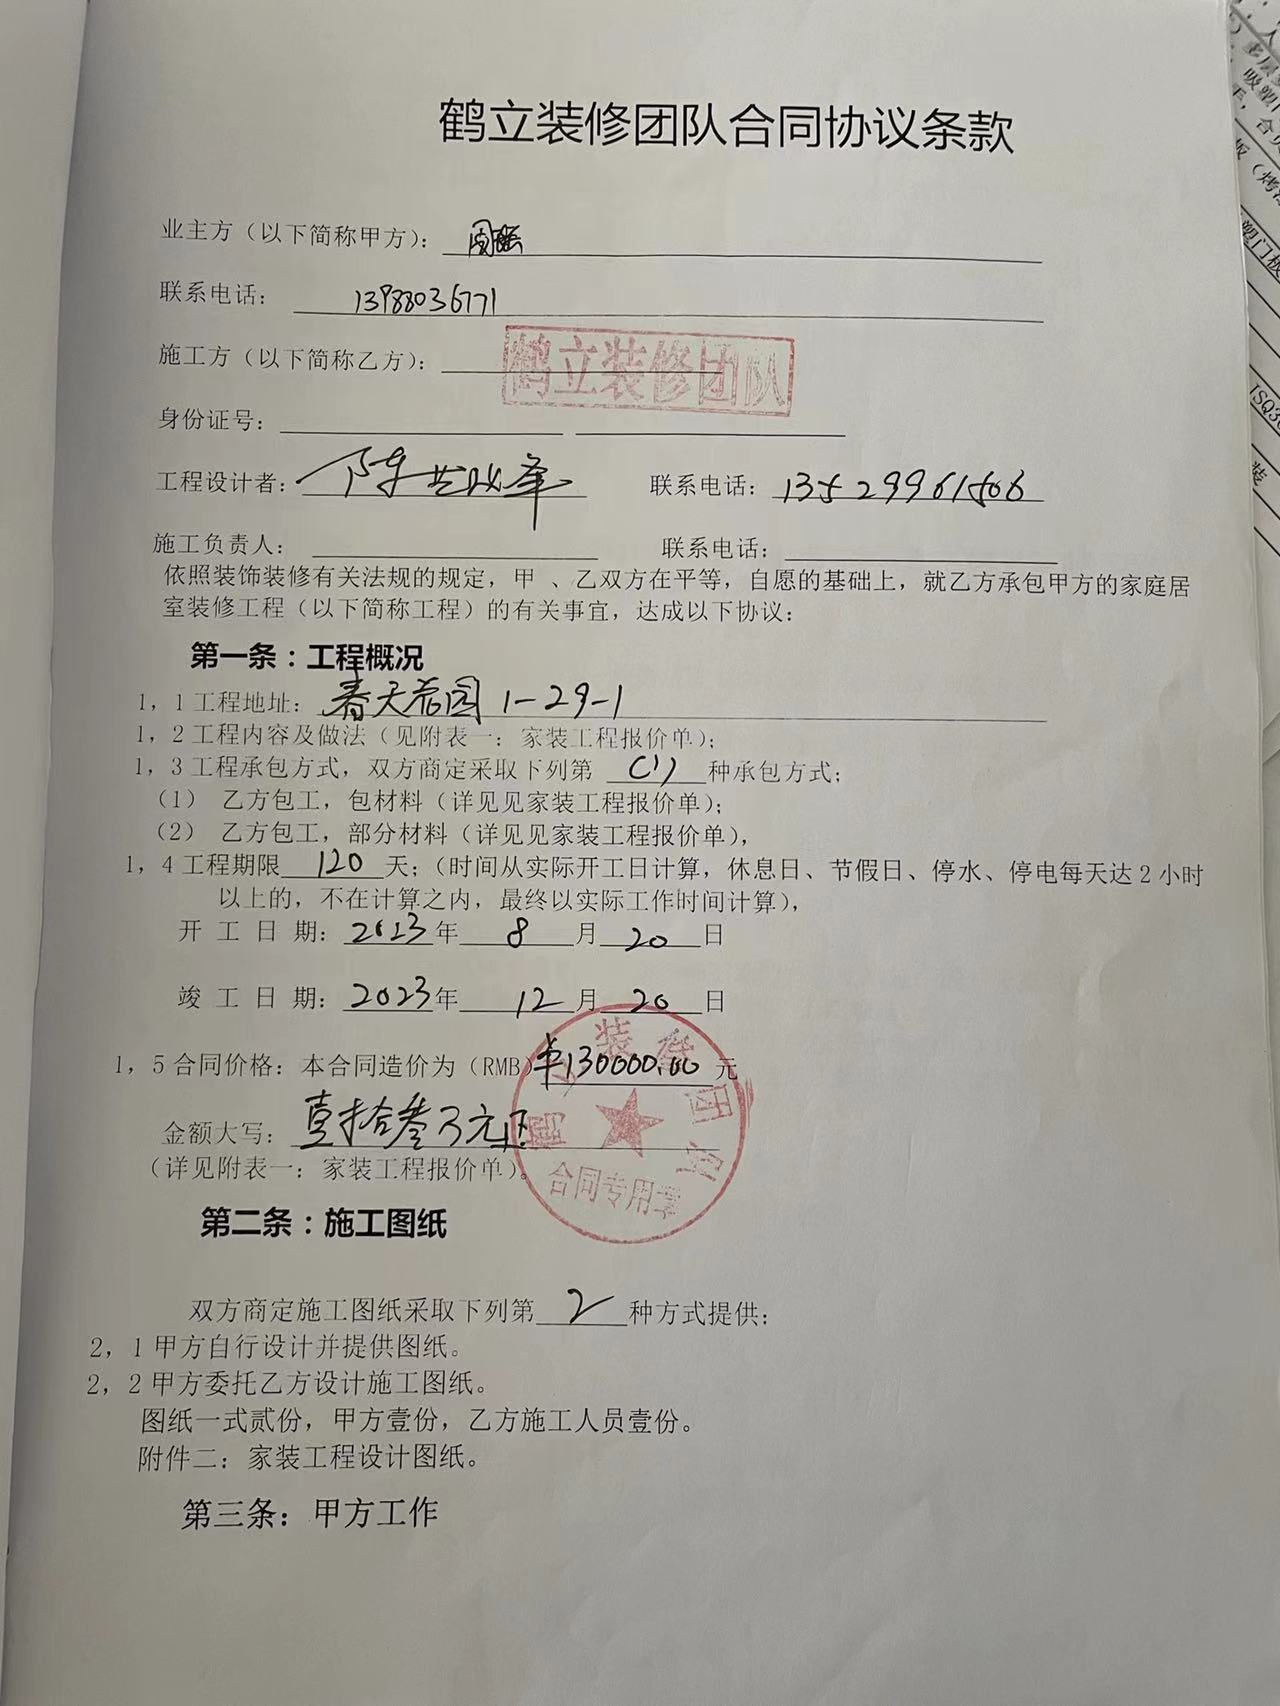 鹤立装修团队合同协议条款
业主方（以下简称甲方）：
联系电话： 13988036771
施工方（以下简称乙方）： 鹤立装修团队
身份证号：
工程设计者： 陈 峰 联系电话： 13529961506
施工负责人： 联系电话：
依照装饰装修有关法规的规定，甲 、乙双方在平等，自愿的基础上，就乙方承包甲方的家庭居
室装修工程（以下简称工程）的有关事宜，达成以下协议：
第一条：工程概况
1，1工程地址： 春天花园 1-29-1
1，2工程内容及做法（见附表一：家装工程报价单）；
1，3工程承包方式，双方商定采取下列第 (1) 种承包方式；
（1） 乙方包工，包材料（详见见家装工程报价单）；
（2） 乙方包工，部分材料（详见见家装工程报价单），
1，4工程期限 120 天；（时间从实际开工日计算，休息日、节假日、停水、停电每天达2小时
以上的，不在计算之内，最终以实际工作时间计算），
开 工 日 期： 2023 年 8 月 20 日
竣 工 日 期： 2023 年 12 月 20 日
1，5合同价格：本合同造价为（RMB）¥130000.00 元
金额大写： 壹拾叁万元正
（详见附表一：家装工程报价单）。
鹤立装修团队
合同专用章
第二条：施工图纸
双方商定施工图纸采取下列第 2 种方式提供；
2，1甲方自行设计并提供图纸。
2，2甲方委托乙方设计施工图纸。
图纸一式贰份，甲方壹份，乙方施工人员壹份。
附件二：家装工程设计图纸。
第三条：甲方工作